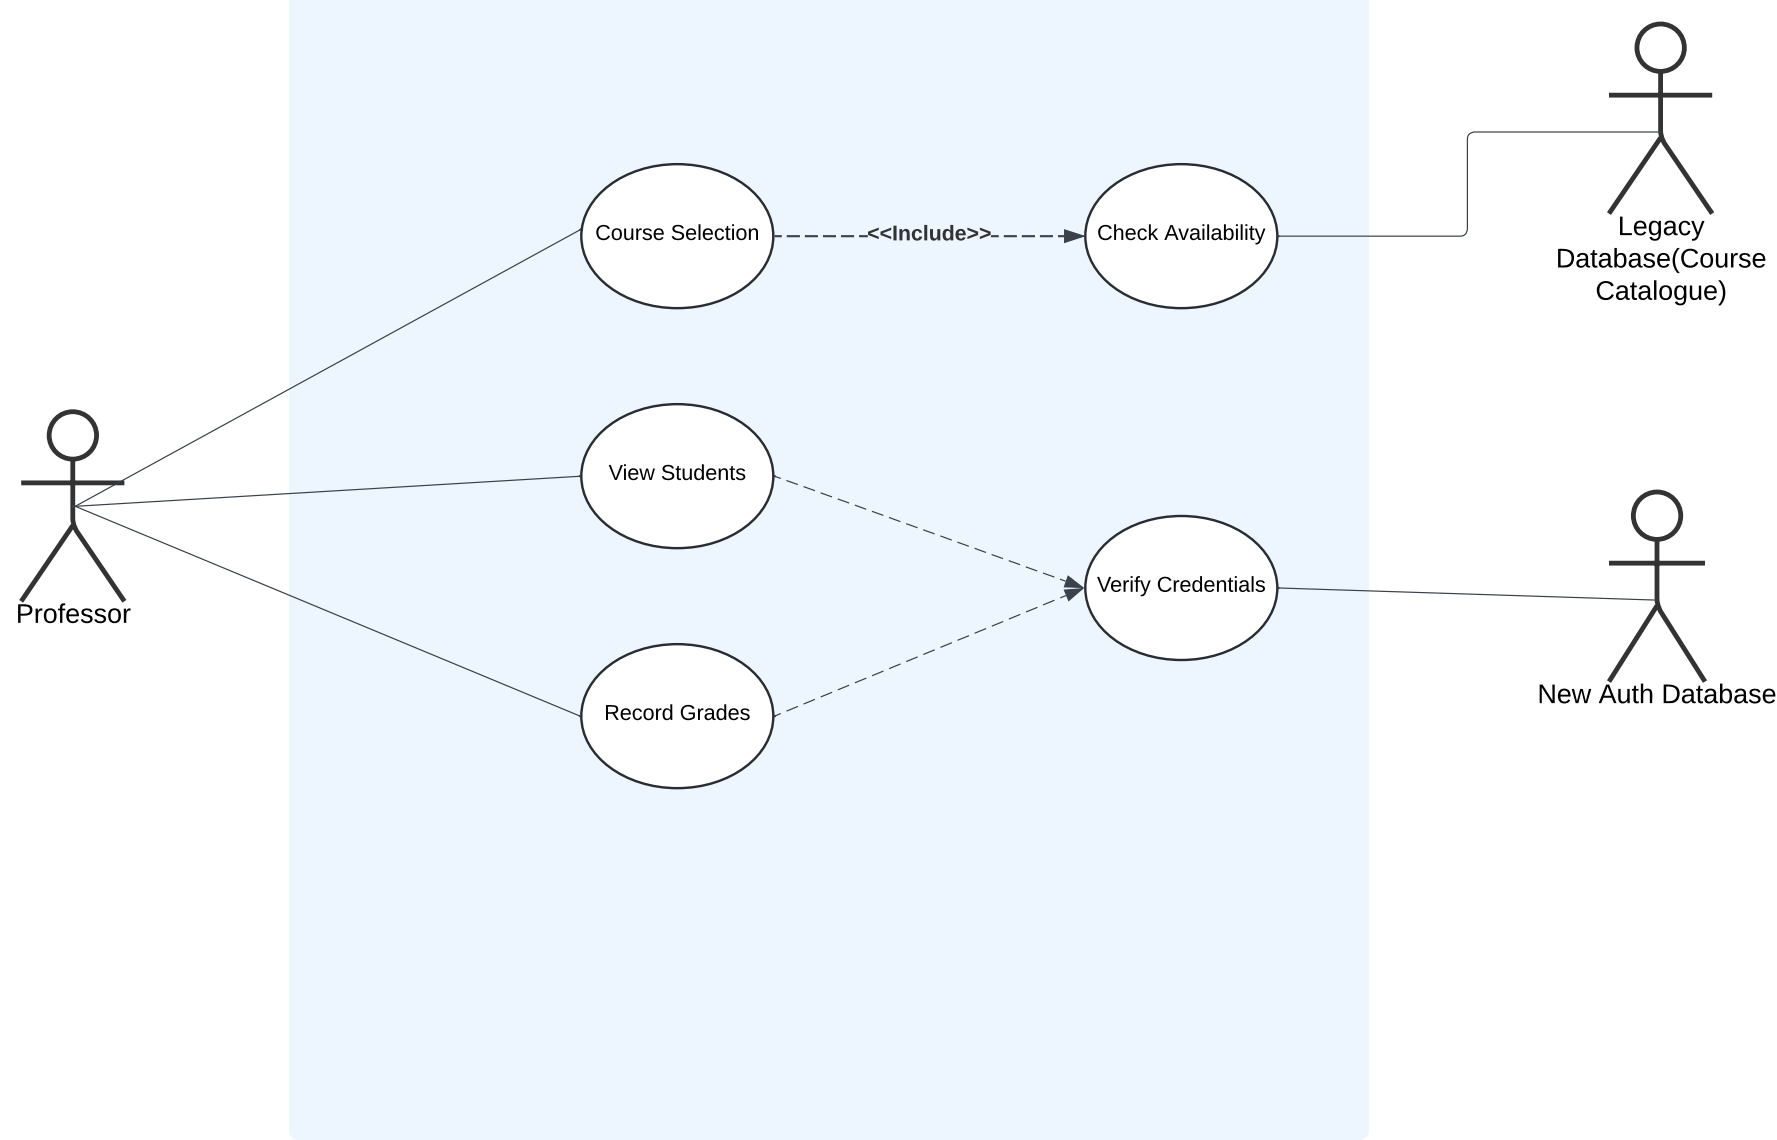 Course Selection
<<Include>>
Check Availability
Legacy
Database(Course
Catalogue)
View Students
Professor
Verify Credentials
New Auth Database
Record Grades